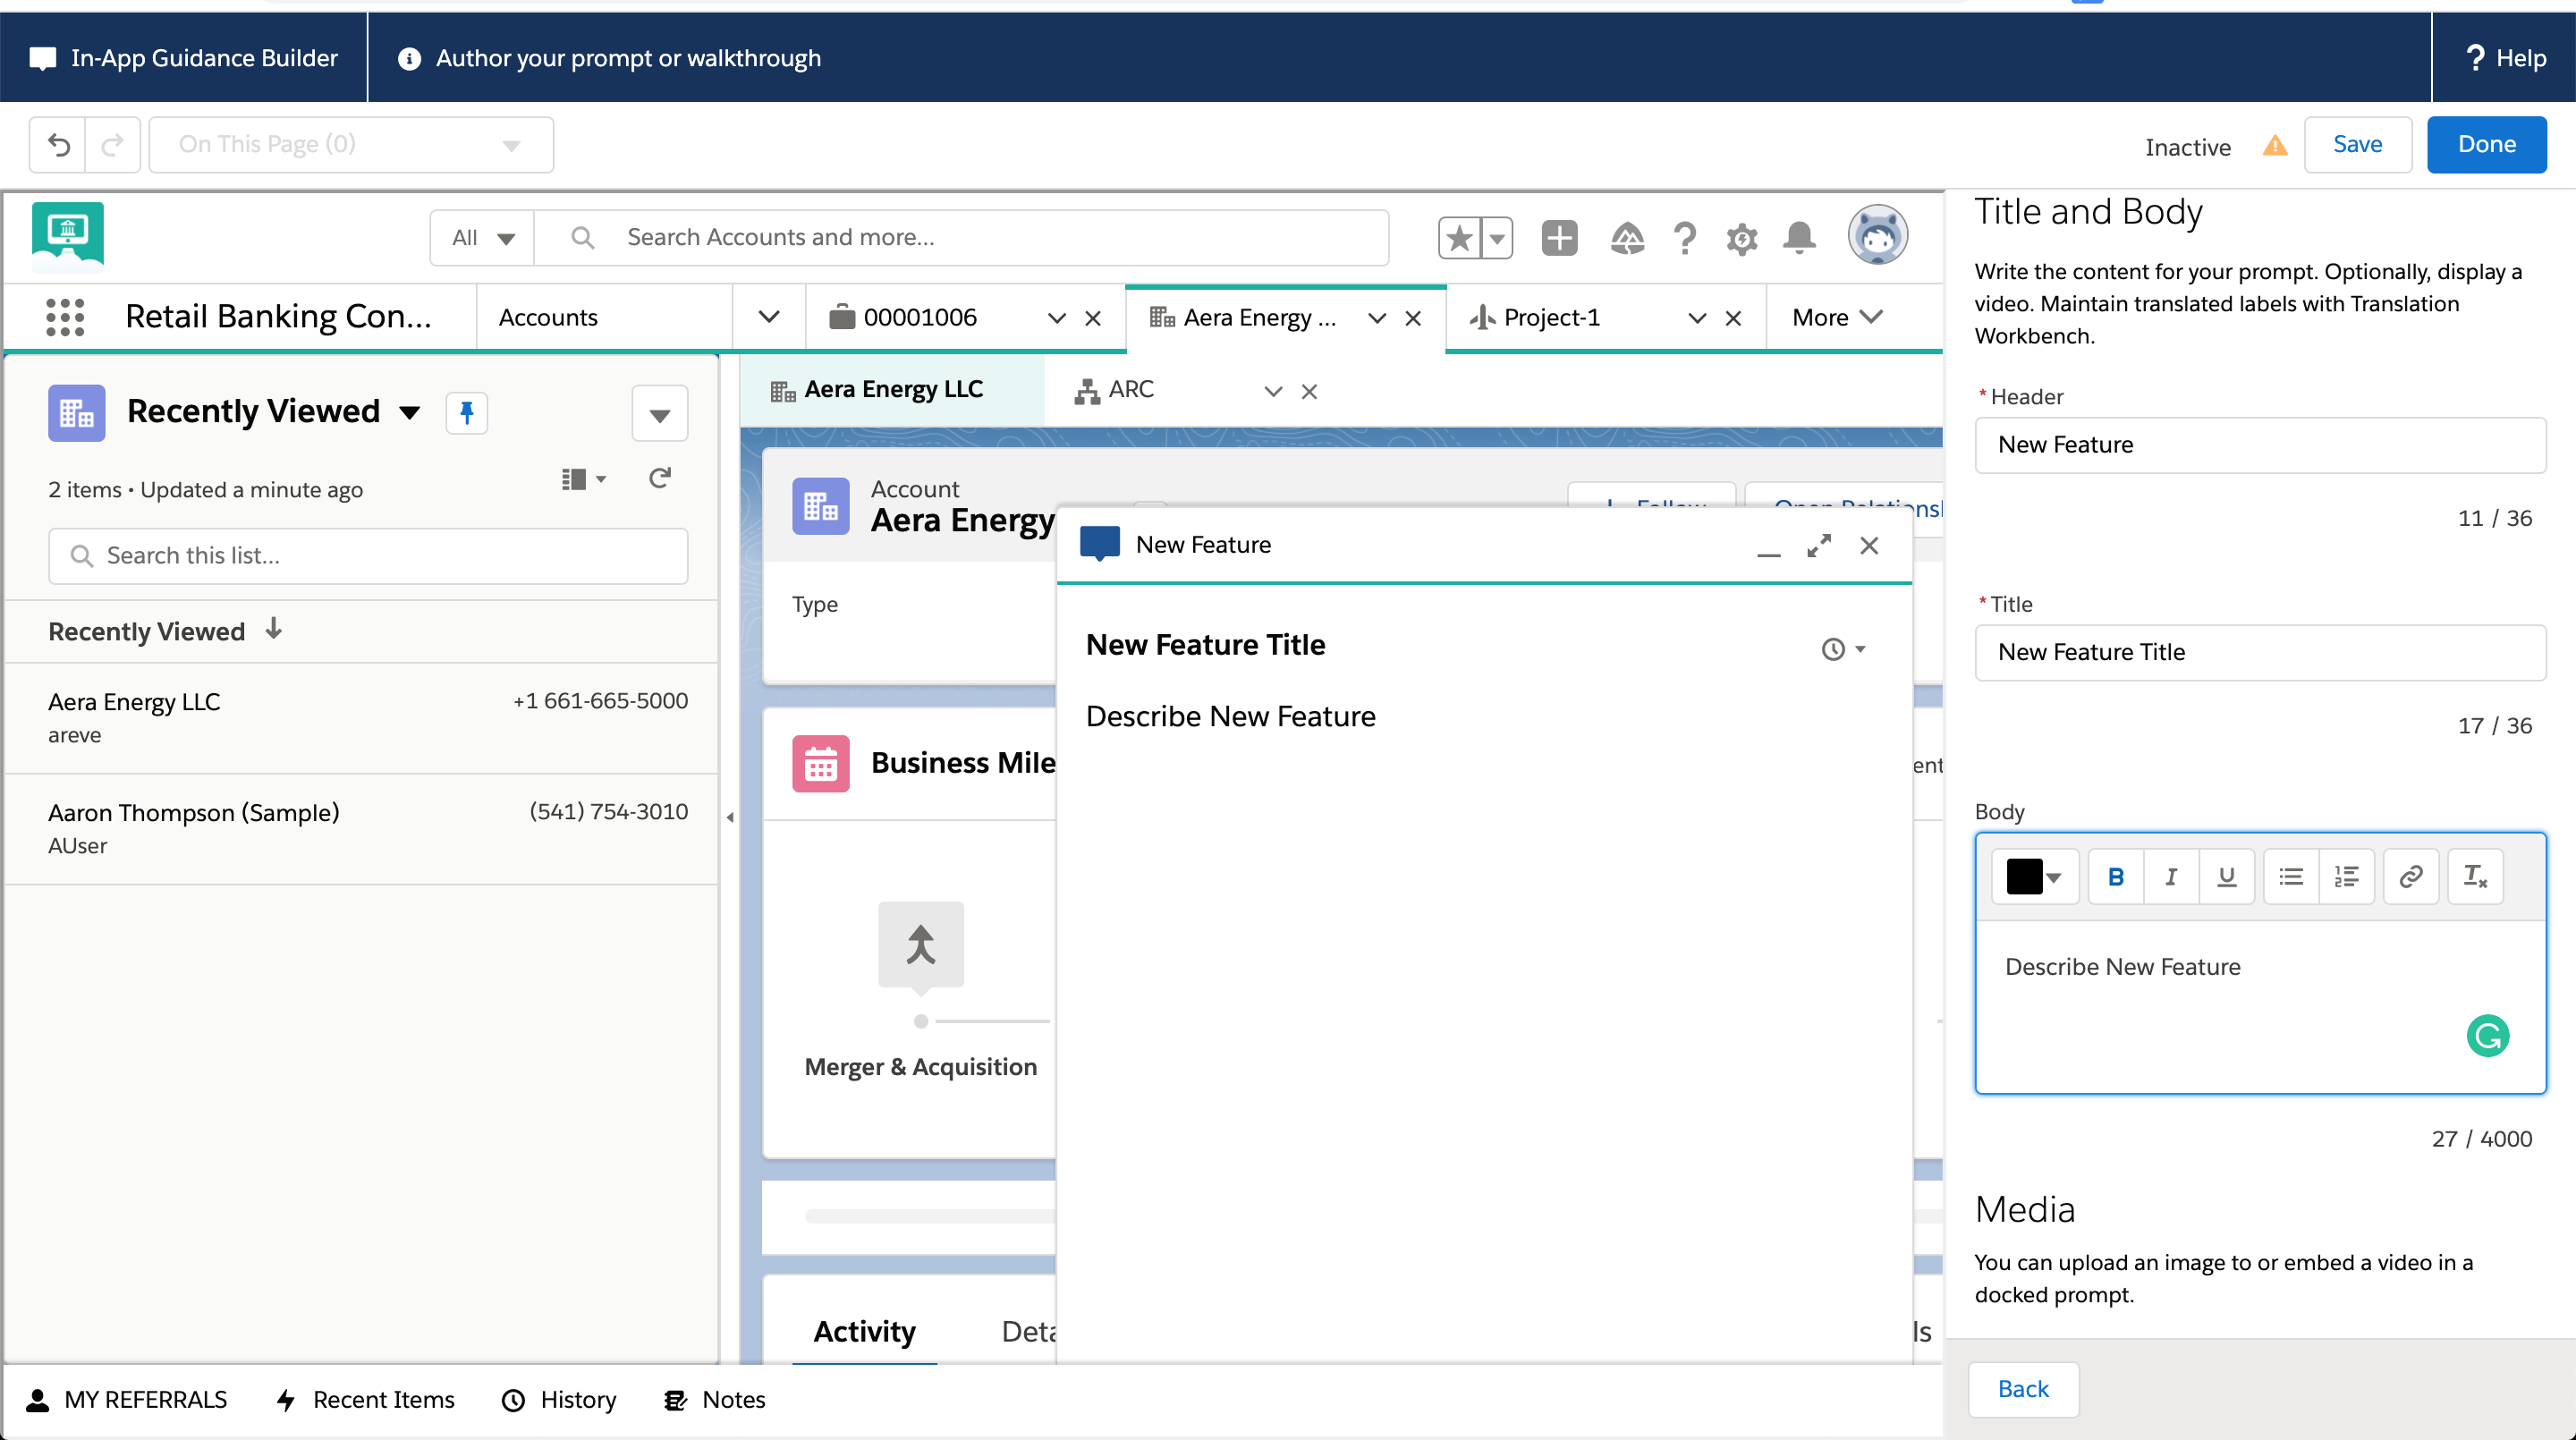 In-App Guidance Builder
Author your prompt or walkthrough
? Help
On This Page (0)
Inactive
Save
Done
All
Search Accounts and more...
Retail Banking Con...
Accounts
00001006
Aera Energy ...
Project-1
More
Recently Viewed
2 items • Updated a minute ago
Search this list...
Recently Viewed
Aera Energy LLC
+1 661-665-5000
areve
Aaron Thompson (Sample)
(541) 754-3010
AUser
Aera Energy LLC
ARC
Account
Aera Energy
Type
Business Mile
Merger & Acquisition
Activity
Deta
ent
ls
New Feature
New Feature Title
Describe New Feature
MY REFERRALS
Recent Items
History
Notes
Title and Body
Write the content for your prompt. Optionally, display a
video. Maintain translated labels with Translation
Workbench.
* Header
New Feature
11 / 36
* Title
New Feature Title
17 / 36
Body
B I U
Describe New Feature
27 / 4000
Media
You can upload an image to or embed a video in a
docked prompt.
Back